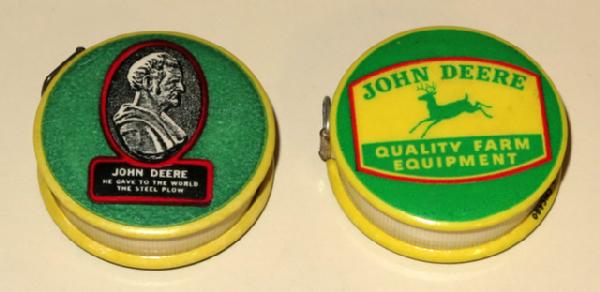 JOHN DEERE
HE GAVE TO THE WORLD
THE STEEL PLOW
JOHN DEERE
QUALITY FARM
EQUIPMENT